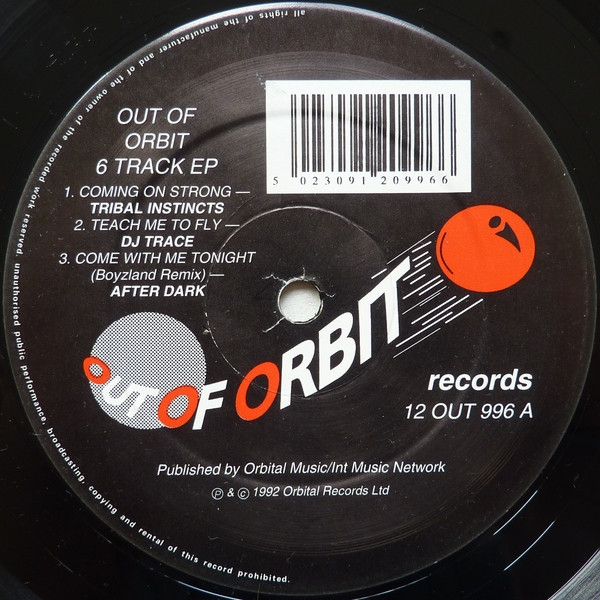 all rights of the manufacturer and of the owner of the recorded work reserved. unauthorised public performance, broadcasting, copying and rental of this record prohibited.
OUT OF
ORBIT
6 TRACK EP
1. COMING ON STRONG —
TRIBAL INSTINCTS
2. TEACH ME TO FLY —
DJ TRACE
3. COME WITH ME TONIGHT
(Boyzland Remix) —
AFTER DARK
5 023091 209966
OUT OF ORBIT
records
12 OUT 996 A
Published by Orbital Music/Int Music Network
Ⓟ & © 1992 Orbital Records Ltd